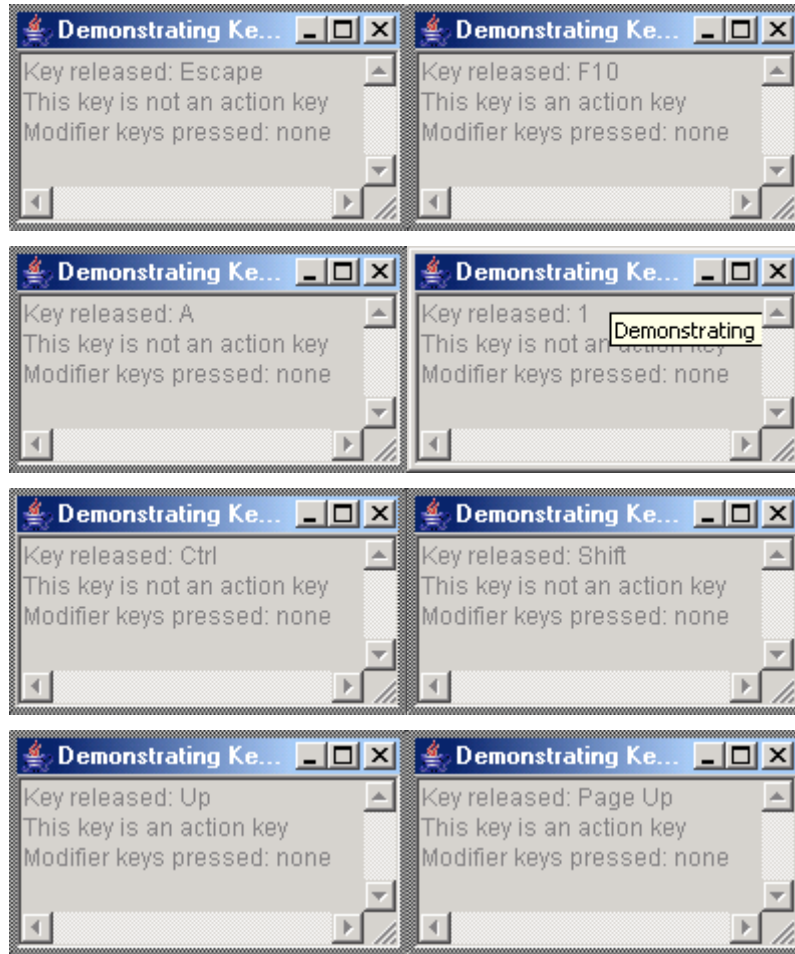 Demonstrating Ke...
Key released: Escape
This key is not an action key
Modifier keys pressed: none
Demonstrating Ke...
Key released: F10
This key is an action key
Modifier keys pressed: none
Demonstrating Ke...
Key released: A
This key is not an action key
Modifier keys pressed: none
Demonstrating Ke...
Key released: 1
Demonstrating
This key is not an action key
Modifier keys pressed: none
Demonstrating Ke...
Key released: Ctrl
This key is not an action key
Modifier keys pressed: none
Demonstrating Ke...
Key released: Shift
This key is not an action key
Modifier keys pressed: none
Demonstrating Ke...
Key released: Up
This key is an action key
Modifier keys pressed: none
Demonstrating Ke...
Key released: Page Up
This key is an action key
Modifier keys pressed: none